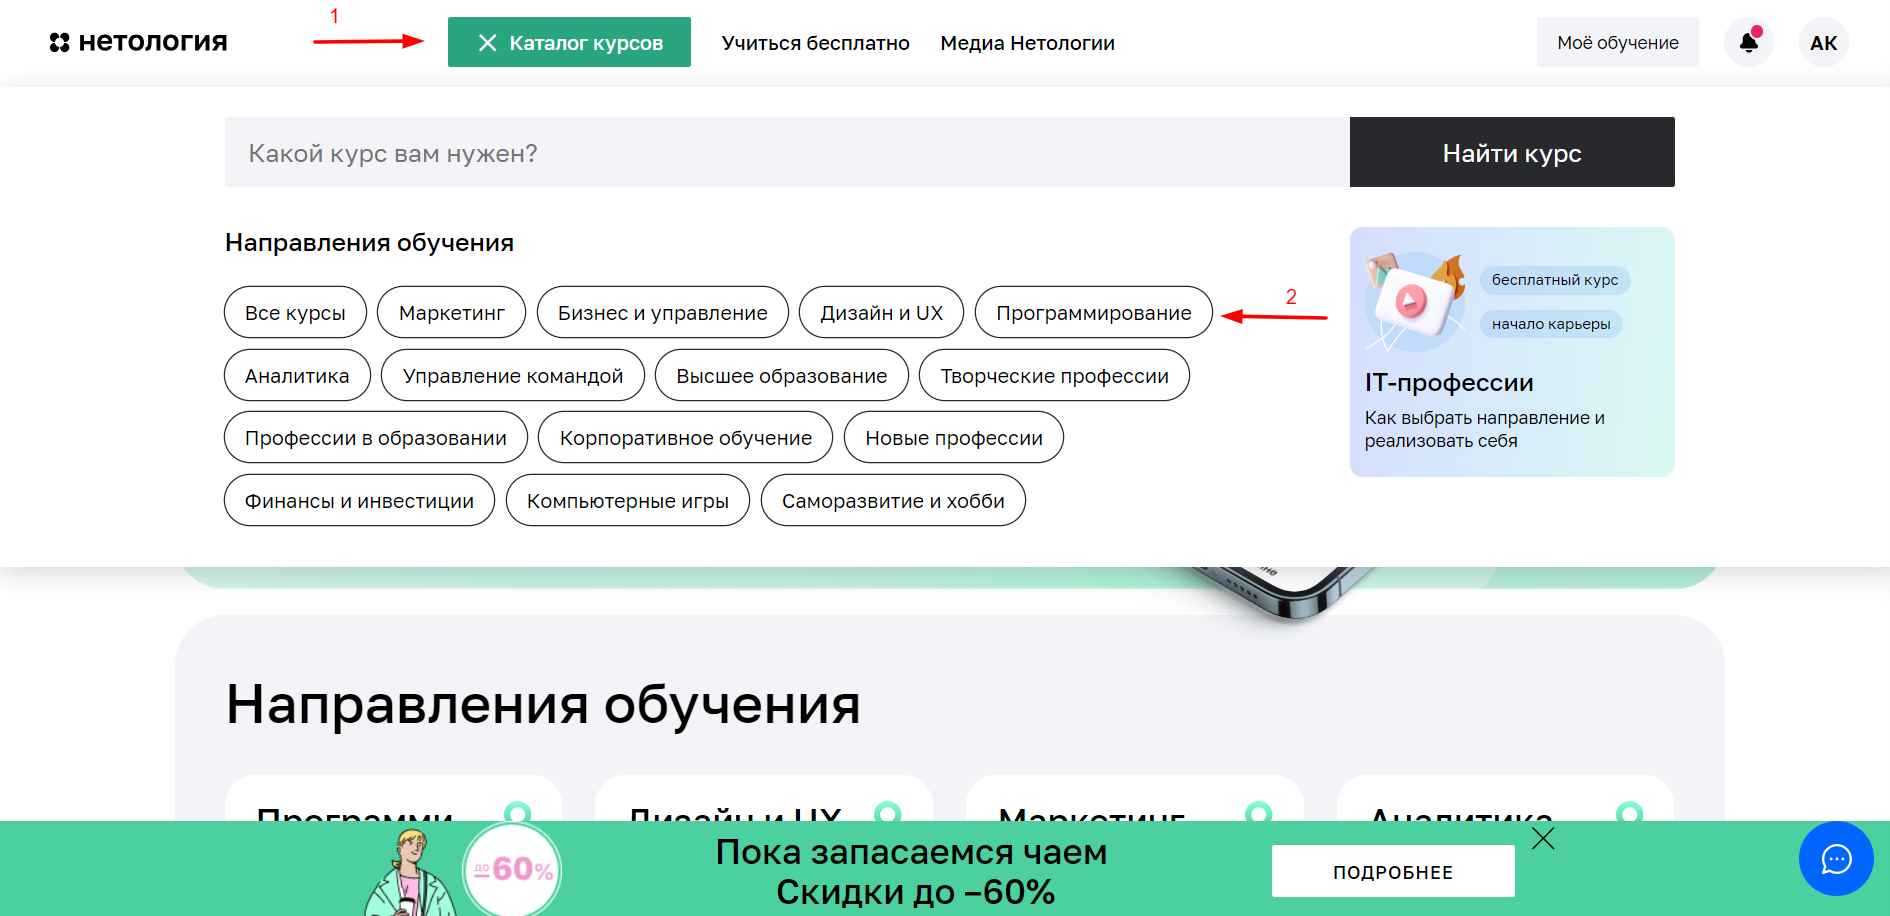 1
нетология
Каталог курсов
Учиться бесплатно
Медиа Нетологии
Моё обучение
АК
Какой курс вам нужен?
Найти курс
Направления обучения
Все курсы
Маркетинг
Бизнес и управление
Дизайн и UX
Программирование
2
Аналитика
Управление командой
Высшее образование
Творческие профессии
Профессии в образовании
Корпоративное обучение
Новые профессии
Финансы и инвестиции
Компьютерные игры
Саморазвитие и хобби
бесплатный курс
начало карьеры
IT-профессии
Как выбрать направление и
реализовать себя
Направления обучения
Программи
Дизайн и UX
Маркетинг
Аналитика
до –60%
Пока запасаемся чаем
Скидки до –60%
ПОДРОБНЕЕ